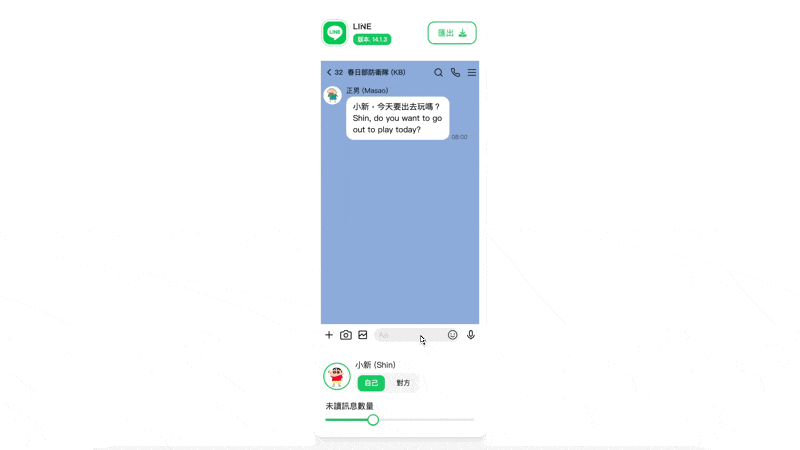 LINE
LINE
版本. 14.1.3
匯出
32 春日部防衛隊 (KB)
正男 (Masao)
小新，今天要出去玩嗎？
Shin, do you want to go
out to play today?
08:00
Aa
小新 (Shin)
自己
對方
未讀訊息數量